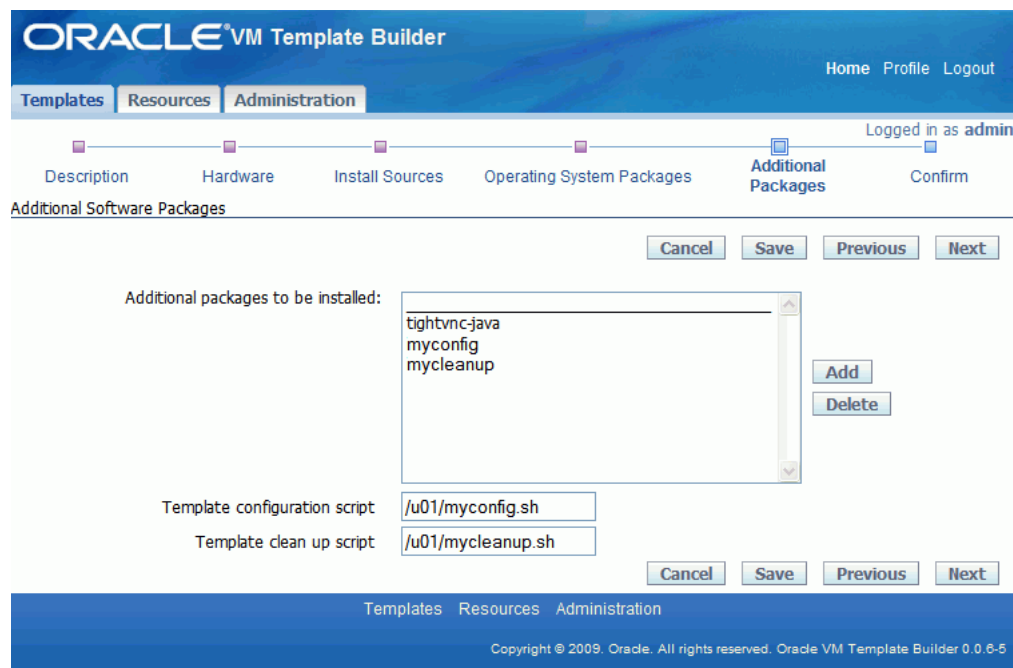 ORACLE VM Template Builder
Home Profile Logout
Templates Resources Administration
Logged in as admin
Description Hardware Install Sources Operating System Packages Additional Packages Confirm
Additional Software Packages
Cancel Save Previous Next
Additional packages to be installed:
tightvnc-java
myconfig
mycleanup
Add
Delete
Template configuration script /u01/myconfig.sh
Template clean up script /u01/mycleanup.sh
Cancel Save Previous Next
Templates Resources Administration
Copyright © 2009. Oracle. All rights reserved. Oracle VM Template Builder 0.0.6-5